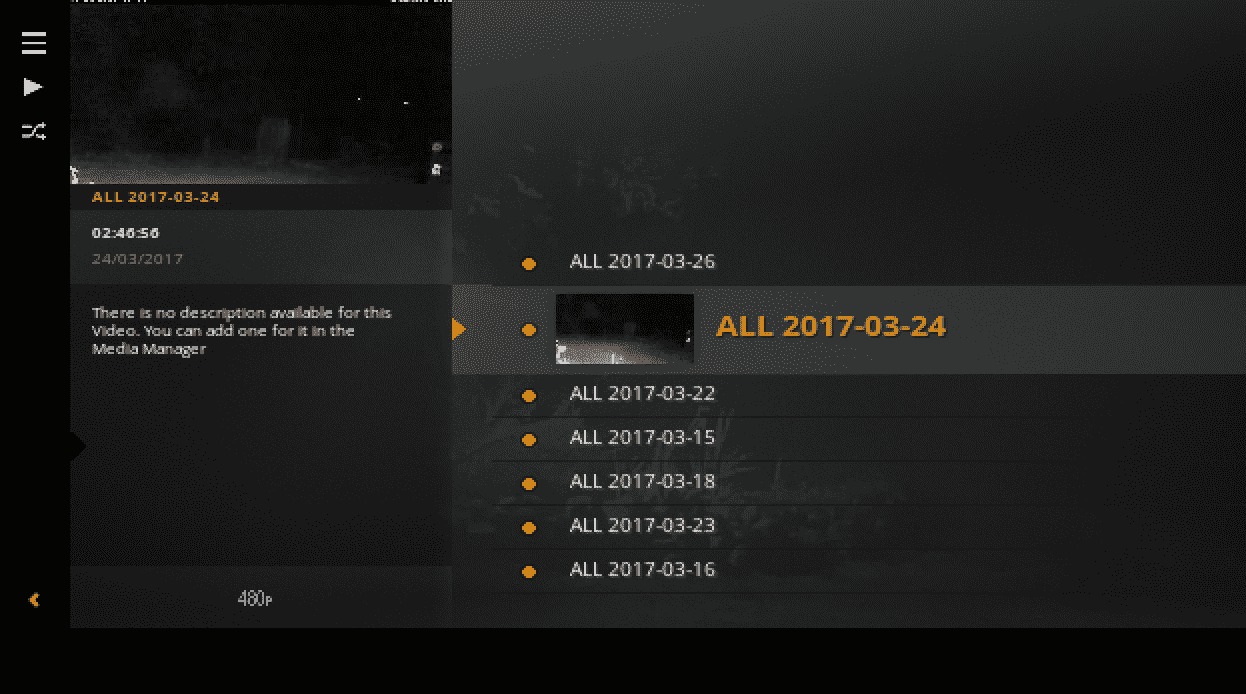 ALL 2017-03-24
02:46:56
24/03/2017
There is no description available for this
Video. You can add one for it in the
Media Manager
480P
ALL 2017-03-26
ALL 2017-03-24
ALL 2017-03-22
ALL 2017-03-15
ALL 2017-03-18
ALL 2017-03-23
ALL 2017-03-16